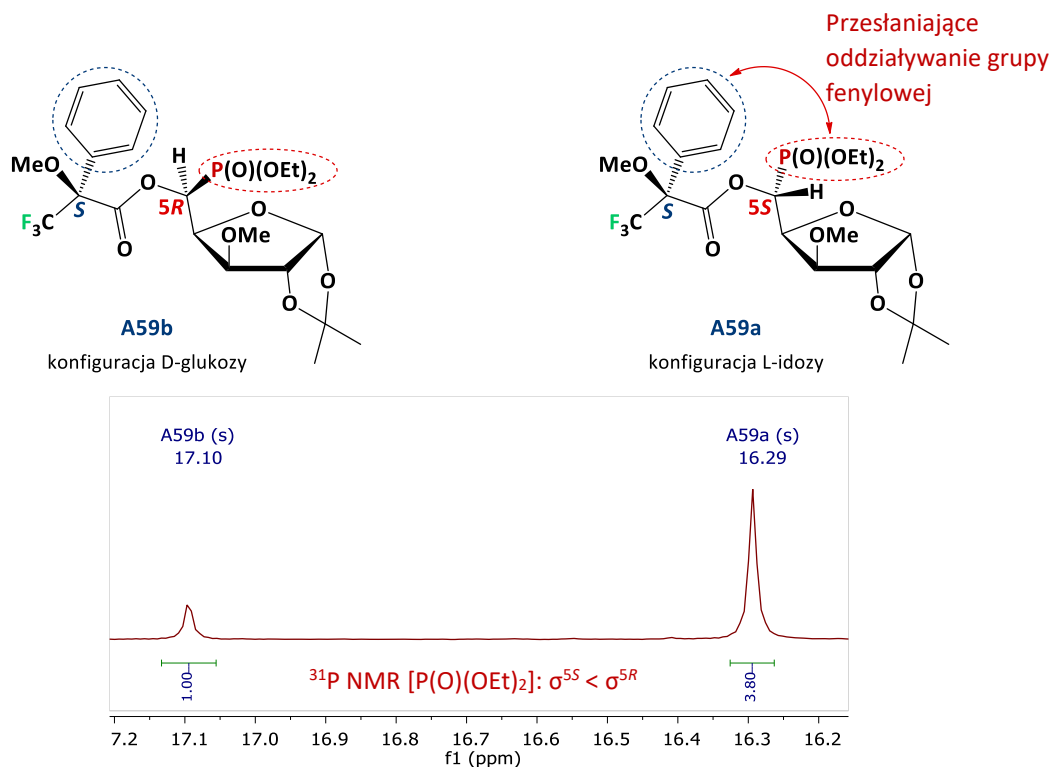 Przesłaniające
oddziaływanie grupy
fenylowej
MeO
H
P(O)(OEt)2
O
O
F3C
S
5R
O
OMe
O
O
A59b
konfiguracja D-glukozy
MeO
P(O)(OEt)2
O
H
O
F3C
S
5S
O
OMe
O
O
A59a
konfiguracja L-idozy
A59b (s)
17.10
A59a (s)
16.29
1.00
31P NMR [P(O)(OEt)2]: σ5S < σ5R
3.80
7.2 17.1 17.0 16.9 16.8 16.7 16.6 16.5 16.4 16.3 16.2
f1 (ppm)